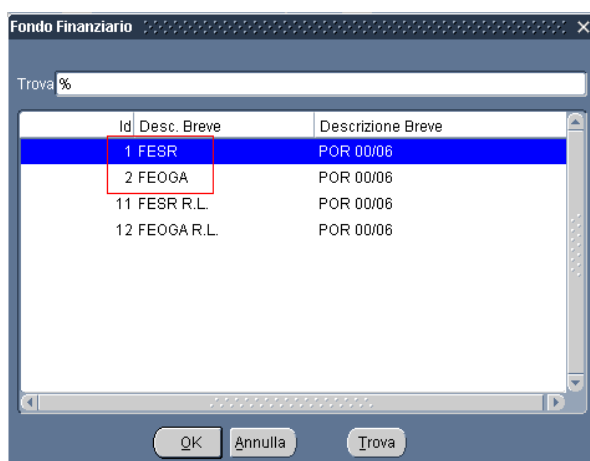 Fondo Finanziario
Trova %
Id Desc. Breve Descrizione Breve
1 FESR POR 00/06
2 FEOGA POR 00/06
11 FESR R.L. POR 00/06
12 FEOGA R.L. POR 00/06
OK Annulla Trova